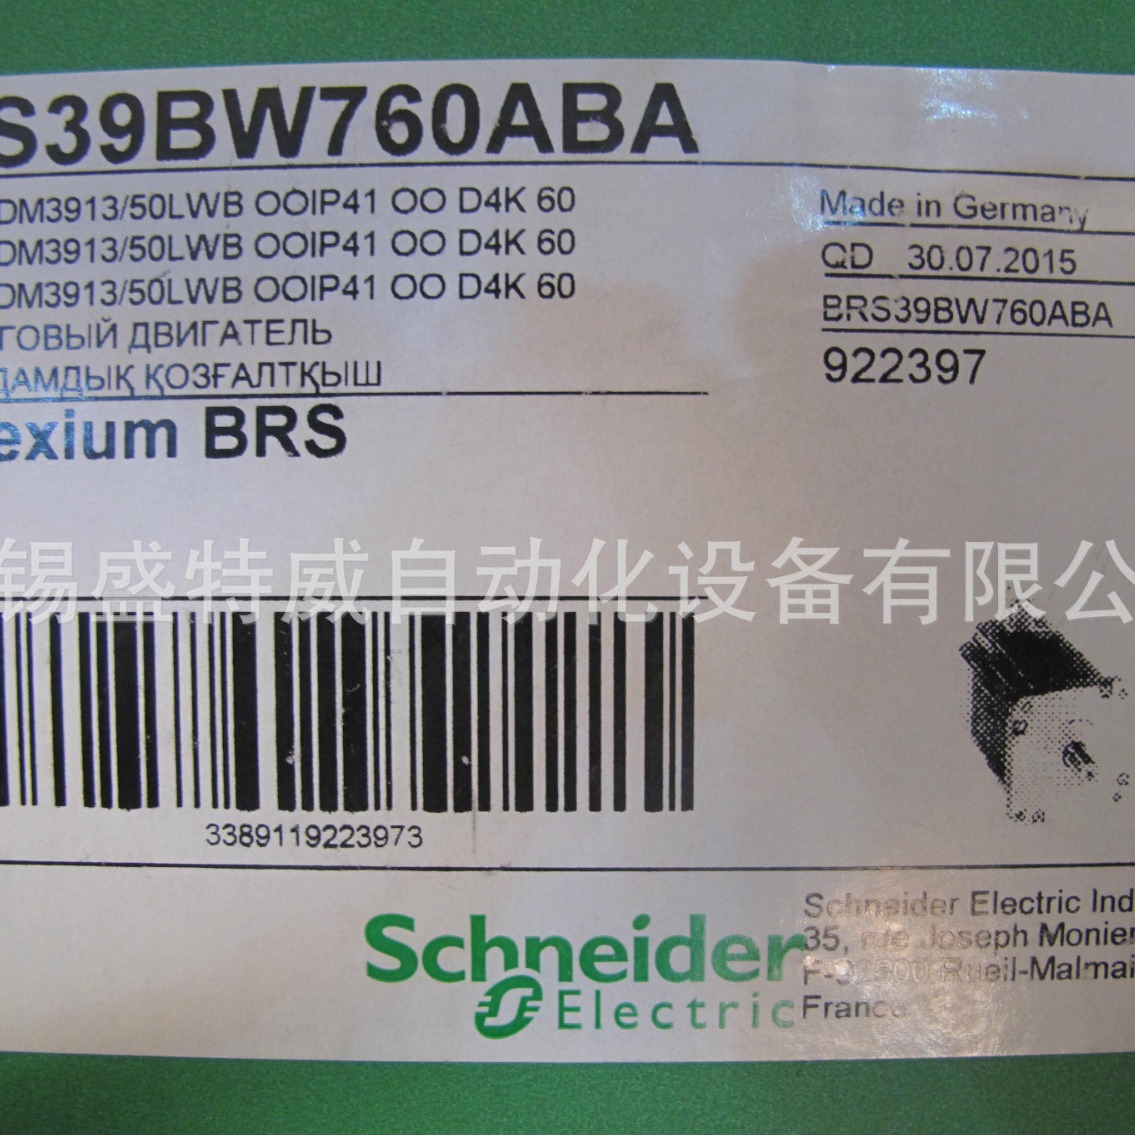 S39BW760ABA
DM3913/50LWB OOIP41 OO D4K 60
DM3913/50LWB OOIP41 OO D4K 60
DM3913/50LWB OOIP41 OO D4K 60
ГОВЫЙ ДВИГАТЕЛЬ
ДАМДЫҚ ҚОЗҒАЛТҚЫШ
exium BRS
Made in Germany
QD 30.07.2015
BRS39BW760ABA
922397
锡盛特威自动化设备有限公
3389119223973
Schneider
Electric
Schneider Electric Ind
35, rue Joseph Monier
F-92500 Rueil-Malmai
France